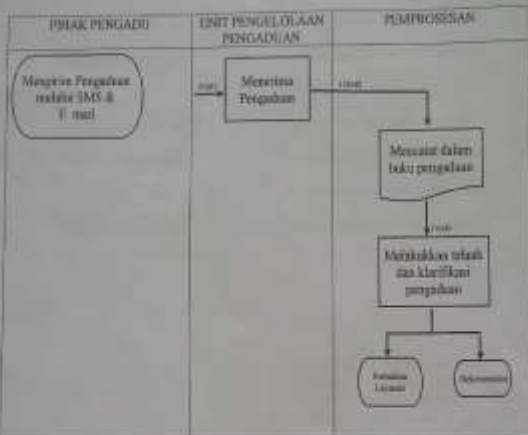 PIHAK PENGADU
UNIT PENGELOLAAN
PENGADUAN
PEMPROSESAN
Mengirim Pengaduan
melalui SMS &
E mail
Menerima
Pengaduan
Mencatat dalam
buku pengaduan
Melakukkan telaah
dan klarifikasi
pengaduan